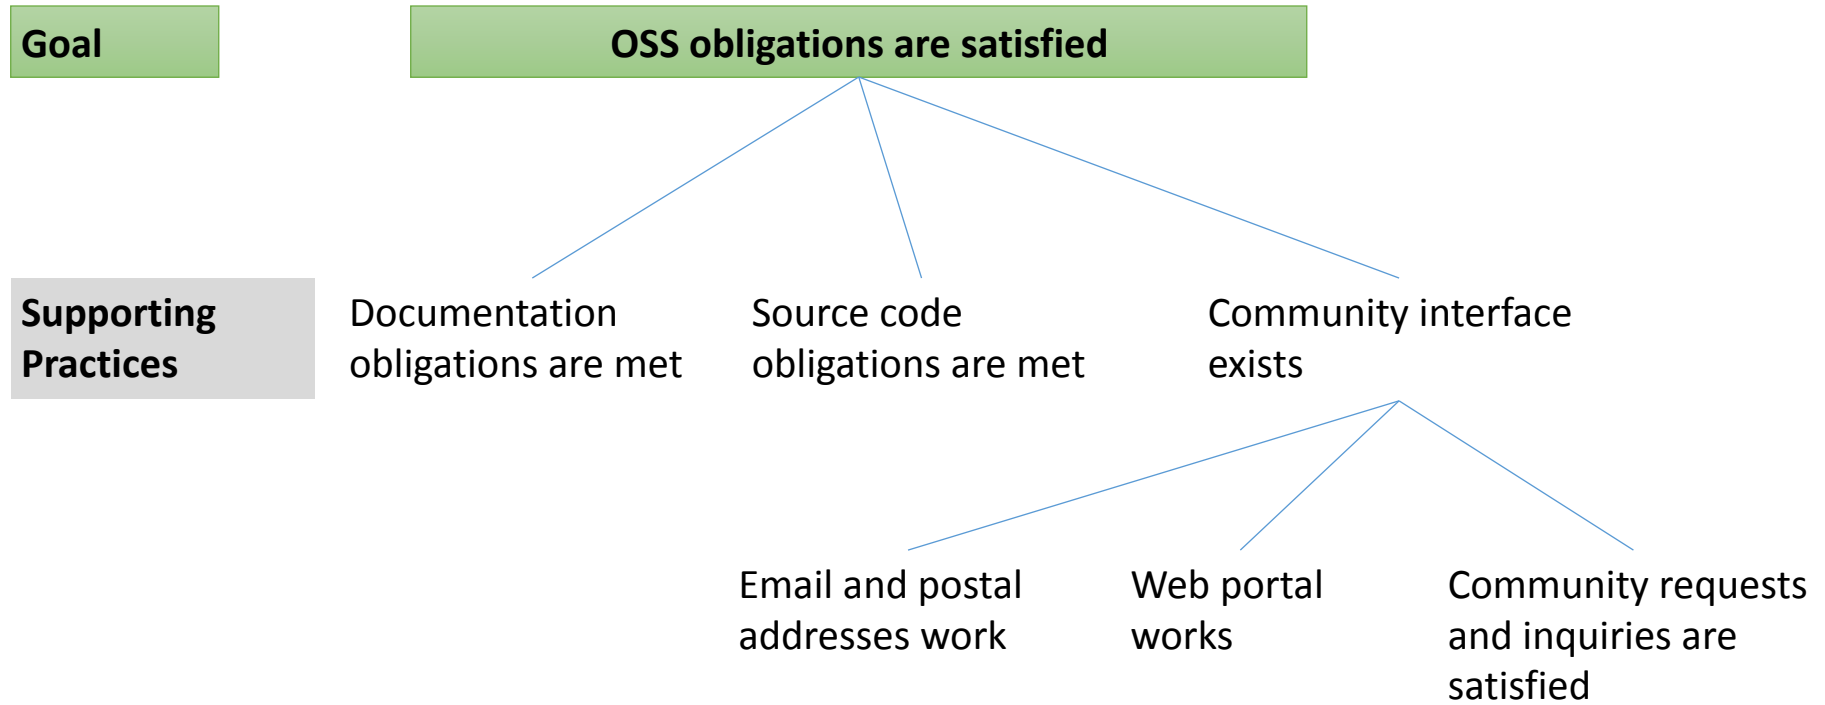 Goal
OSS obligations are satisfied
Supporting
Practices
Documentation
obligations are met
Source code
obligations are met
Community interface
exists
Email and postal
addresses work
Web portal
works
Community requests
and inquiries are
satisfied